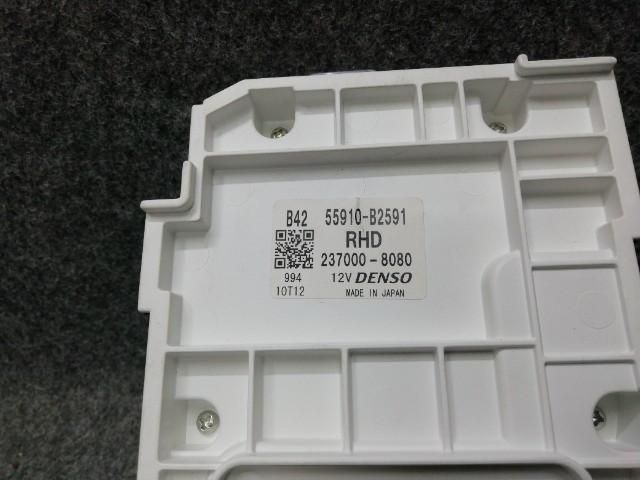 B42 55910-B2591
RHD
237000-8080
994 12V DENSO
10T12 MADE IN JAPAN